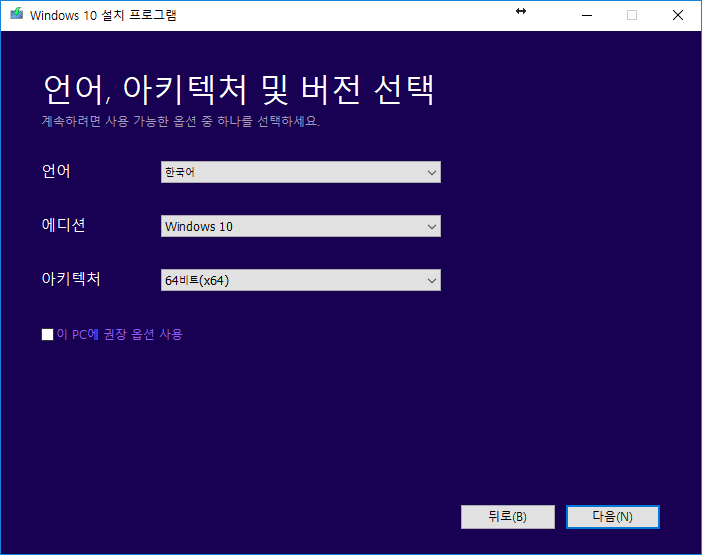 Windows 10 설치 프로그램
언어, 아키텍처 및 버전 선택
계속하려면 사용 가능한 옵션 중 하나를 선택하세요.
언어 한국어
에디션 Windows 10
아키텍처 64비트(x64)
이 PC에 권장 옵션 사용
뒤로(B) 다음(N)